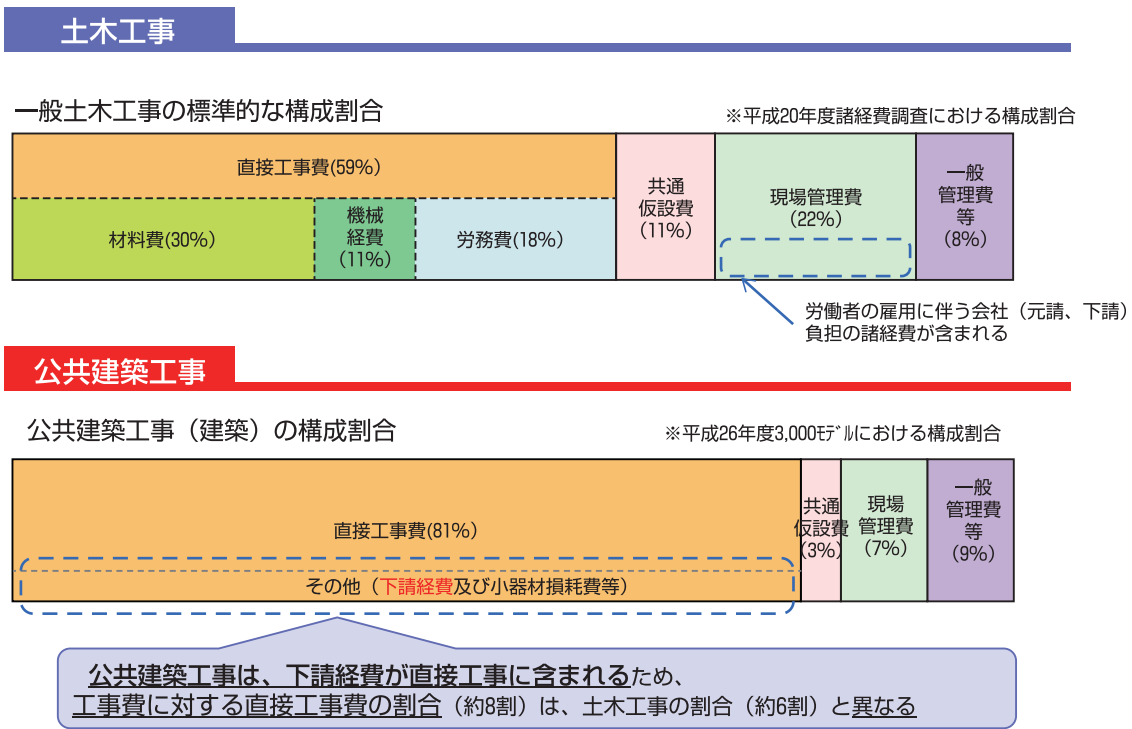 土木工事
一般土木工事の標準的な構成割合
※平成20年度諸経費調査における構成割合
直接工事費(59%)
材料費(30%)
機械
経費
(11%)
労務費(18%)
共通
仮設費
(11%)
現場管理費
(22%)
一般
管理費
等
(8%)
労働者の雇用に伴う会社（元請、下請）
負担の諸経費が含まれる
公共建築工事
公共建築工事（建築）の構成割合
※平成26年度3,000ﾓﾃﾞﾙにおける構成割合
直接工事費(81%)
その他（下請経費及び小器材損耗費等）
共通
仮設費
(3%)
現場
管理費
(7%)
一般
管理費
等
(9%)
公共建築工事は、下請経費が直接工事に含まれるため、
工事費に対する直接工事費の割合（約8割）は、土木工事の割合（約6割）と異なる